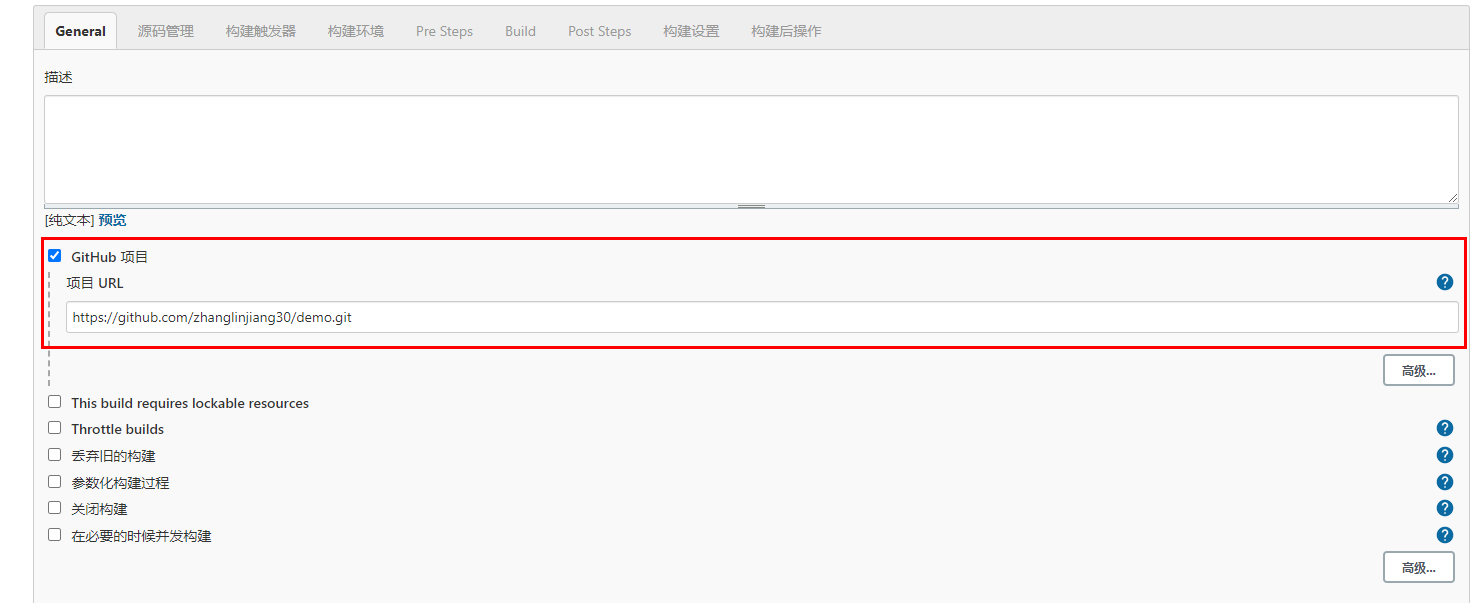 General 源码管理 构建触发器 构建环境 Pre Steps Build Post Steps 构建设置 构建后操作
描述
[纯文本] 预览
GitHub 项目
项目 URL
?
https://github.com/zhanglinjiang30/demo.git
高级...
This build requires lockable resources
Throttle builds ?
丢弃旧的构建 ?
参数化构建过程 ?
关闭构建 ?
在必要的时候并发构建 ?
高级...